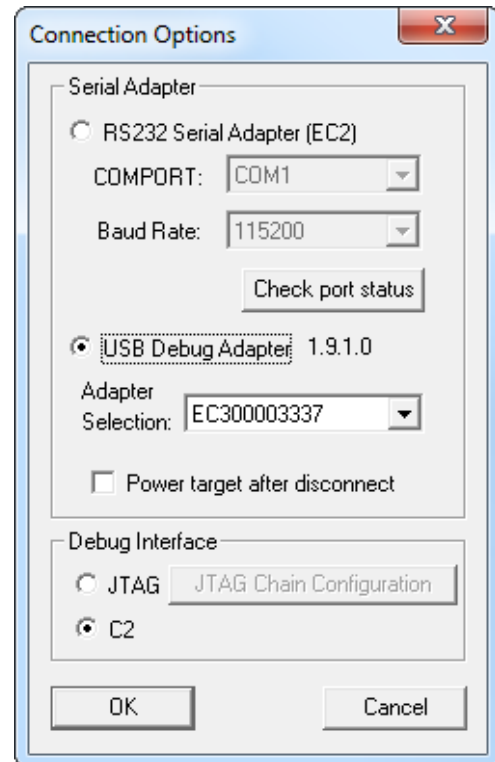 Connection Options
Serial Adapter
RS232 Serial Adapter (EC2)
COMPORT: COM1
Baud Rate: 115200
Check port status
USB Debug Adapter 1.9.1.0
Adapter
Selection: EC300003337
Power target after disconnect
Debug Interface
JTAG JTAG Chain Configuration
C2
OK Cancel